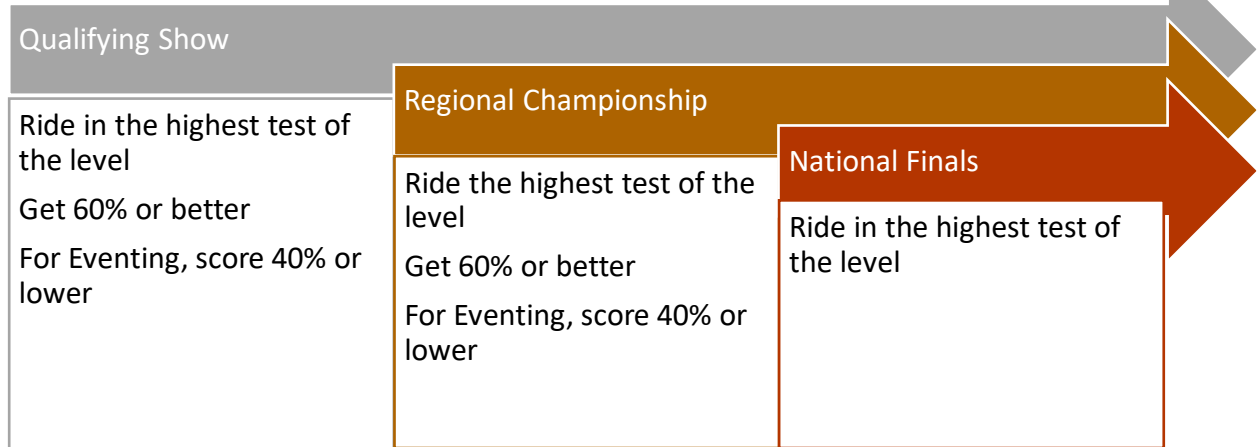 Qualifying Show
Ride in the highest test of
the level
Get 60% or better
For Eventing, score 40% or
lower
Regional Championship
Ride the highest test of the
level
Get 60% or better
For Eventing, score 40% or
lower
National Finals
Ride in the highest test of
the level